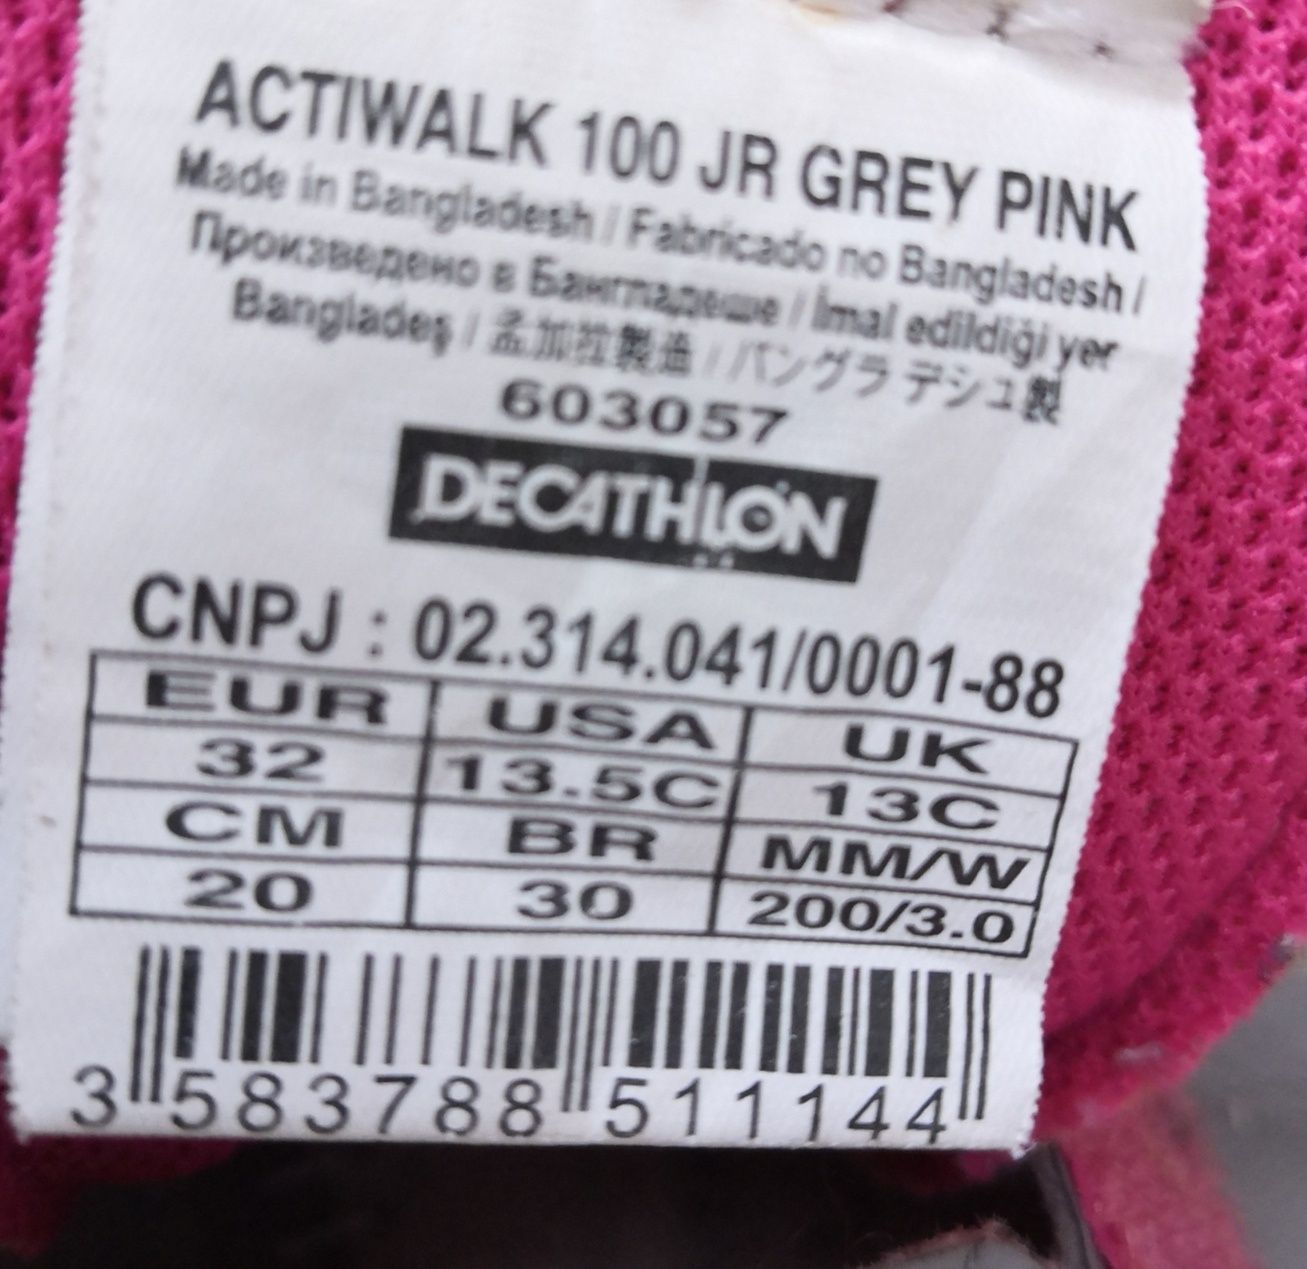 ACTIWALK 100 JR GREY PINK
Made in Bangladesh / Fabricado no Bangladesh /
Произведено в Бангладеше / İmal edildiği yer
Bangladeş / 孟加拉製造 / バングラデシュ製
603057
DECATHLON
CNPJ : 02.314.041/0001-88
EUR USA UK
32 13.5C 13C
CM BR MM/W
20 30 200/3.0
3 583788 511144